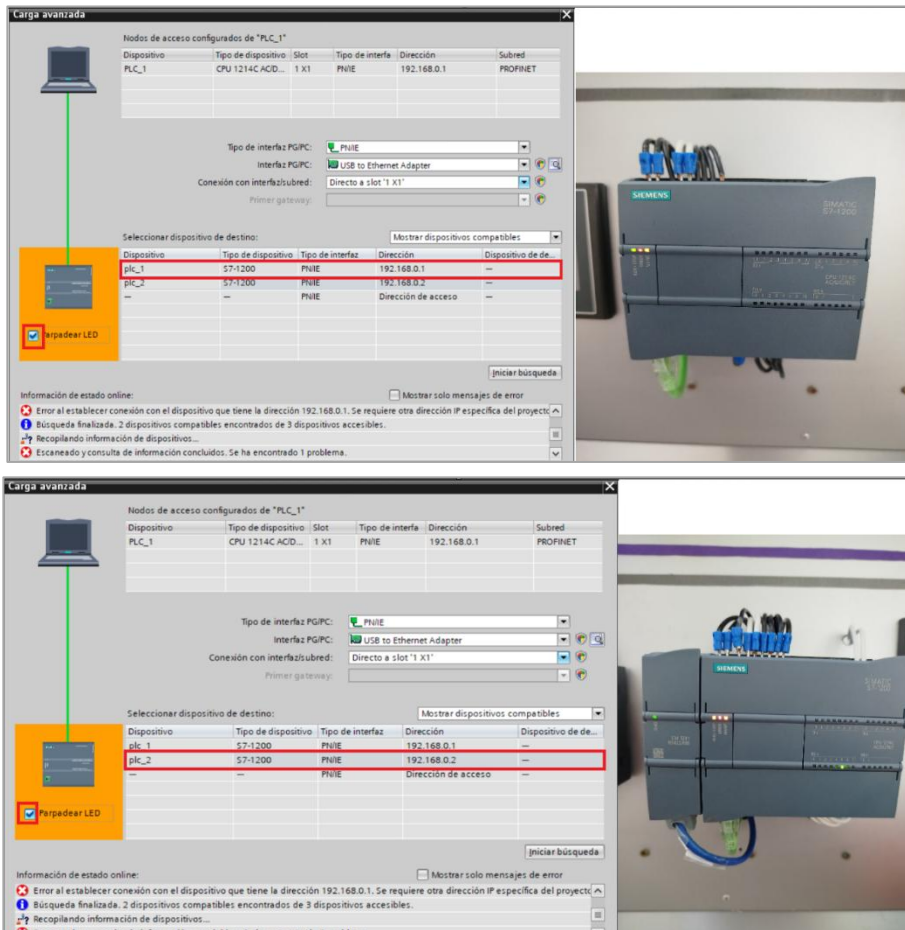 Carga avanzada
Nodos de acceso configurados de "PLC_1"
Dispositivo Tipo de dispositivo Slot Tipo de interfa Dirección Subred
PLC_1 CPU 1214C AC/D... 1 X1 PN/IE 192.168.0.1 PROFINET
Tipo de interfaz PG/PC: PN/IE
Interfaz PG/PC: USB to Ethernet Adapter
Conexión con interfaz/subred: Directo a slot '1 X1'
Primer gateway:
Seleccionar dispositivo de destino: Mostrar dispositivos compatibles
Dispositivo Tipo de dispositivo Tipo de interfaz Dirección Dispositivo de de...
plc_1 S7-1200 PN/IE 192.168.0.1 —
plc_2 S7-1200 PN/IE 192.168.0.2 —
— — PN/IE Dirección de acceso —
Parpadear LED
Iniciar búsqueda
Información de estado online: Mostrar solo mensajes de error
Error al establecer conexión con el dispositivo que tiene la dirección 192.168.0.1. Se requiere otra dirección IP específica del proyecto
Búsqueda finalizada. 2 dispositivos compatibles encontrados de 3 dispositivos accesibles.
Recopilando información de dispositivos...
Escaneado y consulta de información concluidos. Se ha encontrado 1 problema.
SIEMENS
SIMATIC
S7-1200
Carga avanzada
Nodos de acceso configurados de "PLC_1"
Dispositivo Tipo de dispositivo Slot Tipo de interfa Dirección Subred
PLC_1 CPU 1214C AC/D... 1 X1 PN/IE 192.168.0.1 PROFINET
Tipo de interfaz PG/PC: PN/IE
Interfaz PG/PC: USB to Ethernet Adapter
Conexión con interfaz/subred: Directo a slot '1 X1'
Primer gateway:
Seleccionar dispositivo de destino: Mostrar dispositivos compatibles
Dispositivo Tipo de dispositivo Tipo de interfaz Dirección Dispositivo de de...
plc_1 S7-1200 PN/IE 192.168.0.1 —
plc_2 S7-1200 PN/IE 192.168.0.2 —
— — PN/IE Dirección de acceso —
Parpadear LED
Iniciar búsqueda
Información de estado online: Mostrar solo mensajes de error
Error al establecer conexión con el dispositivo que tiene la dirección 192.168.0.1. Se requiere otra dirección IP específica del proyecto
Búsqueda finalizada. 2 dispositivos compatibles encontrados de 3 dispositivos accesibles.
Recopilando información de dispositivos...
SIEMENS
SIMATIC
S7-1200